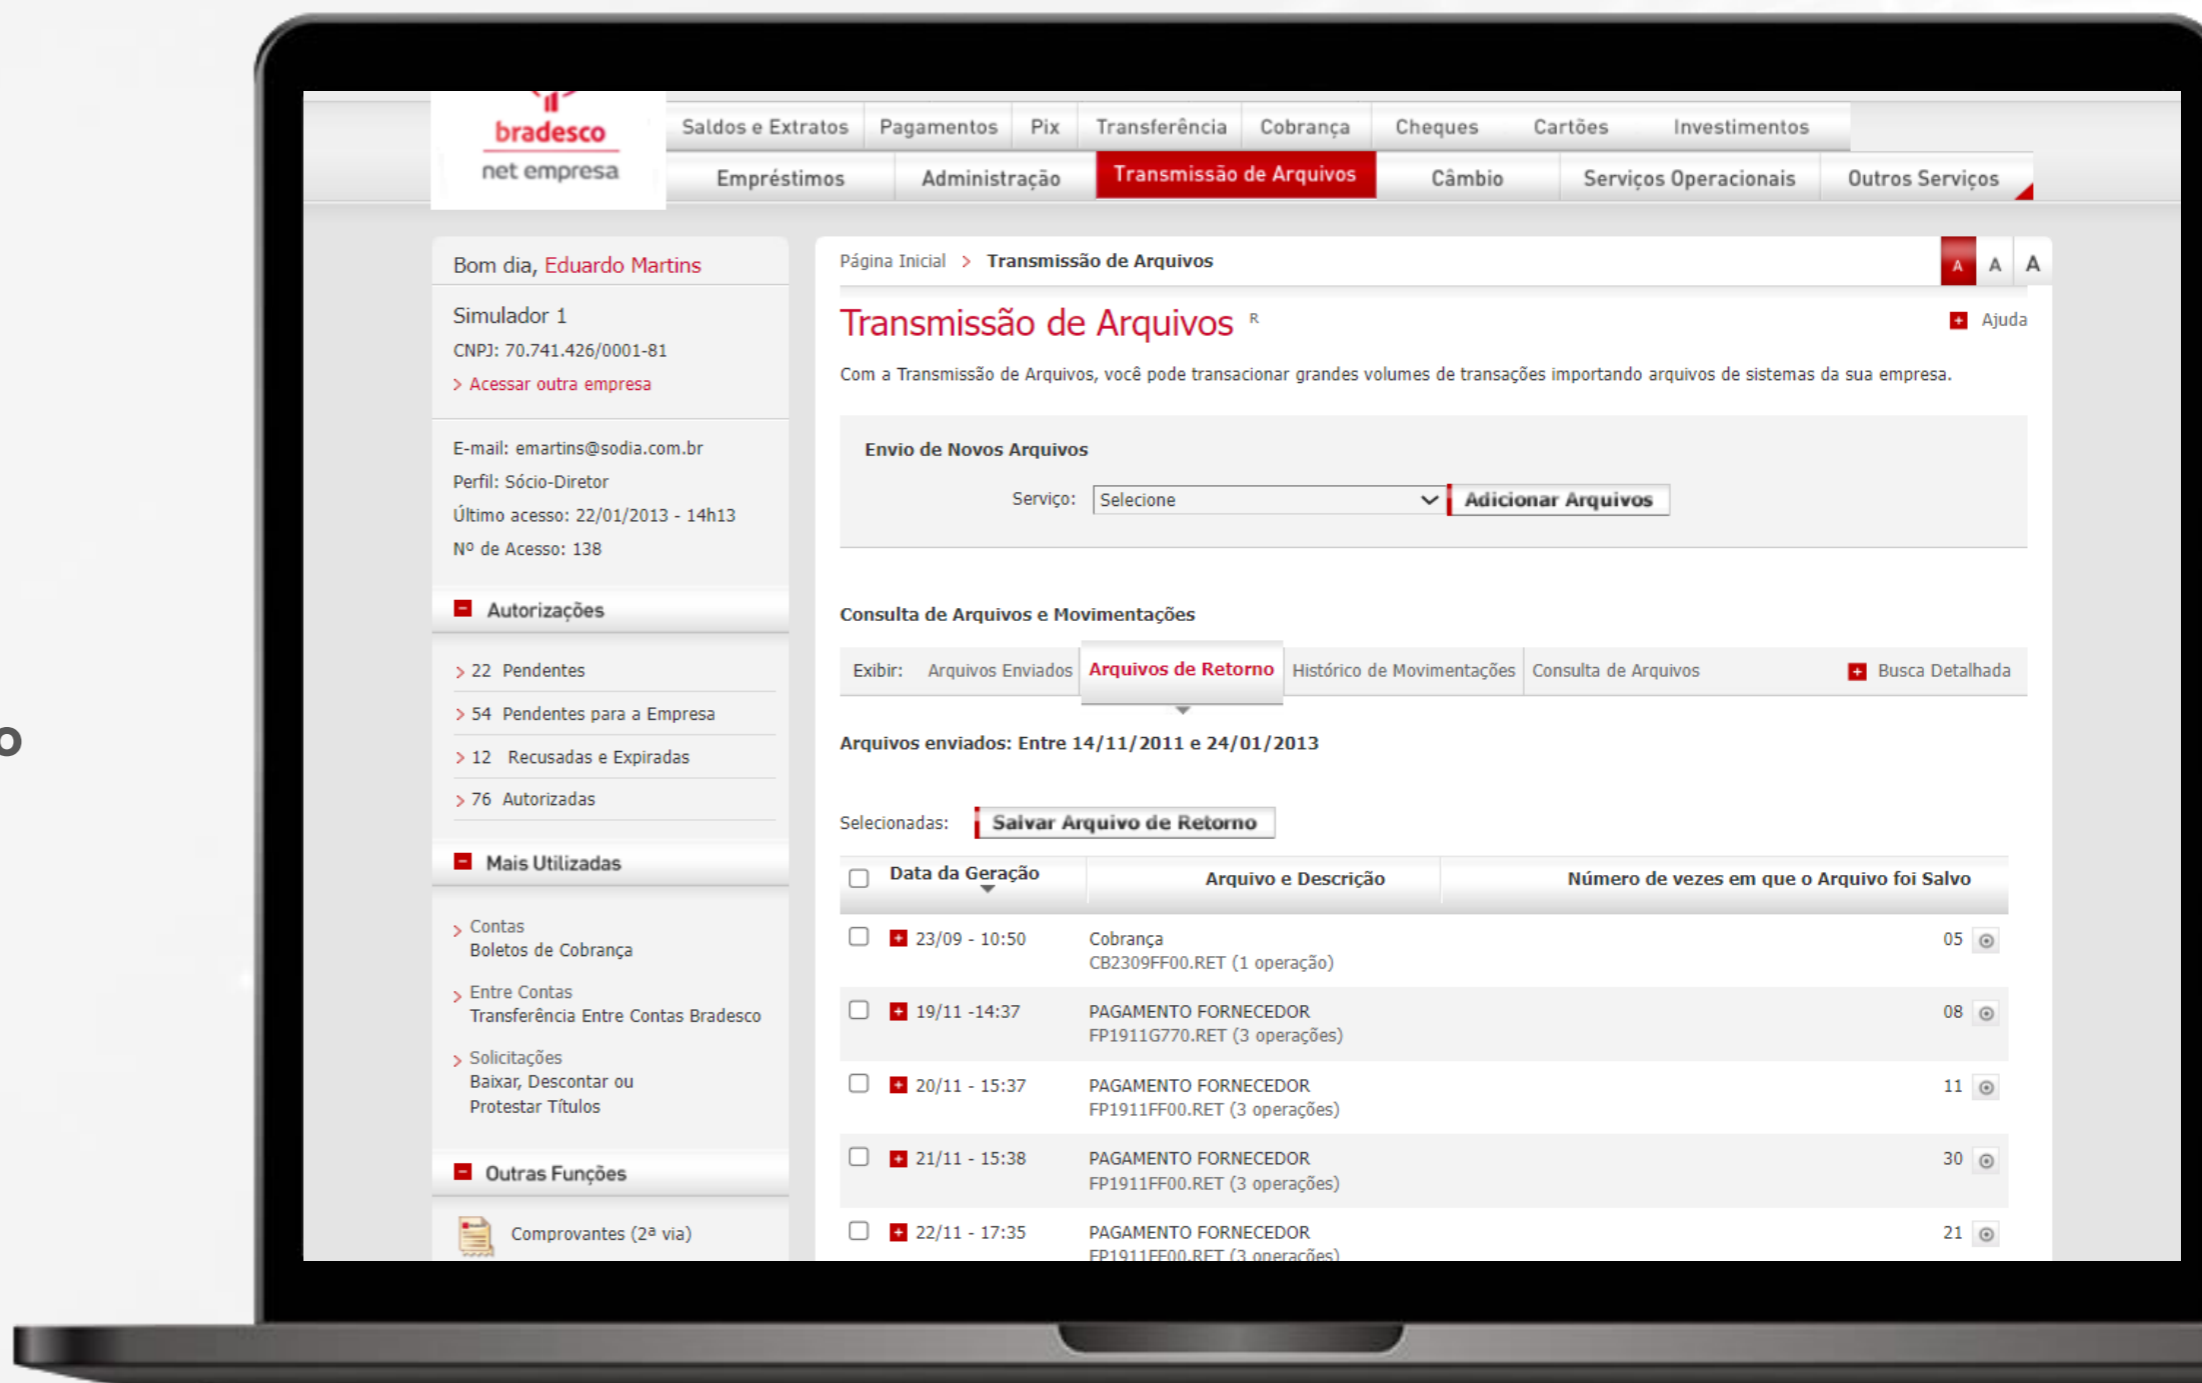 bradesco
net empresa
Saldos e Extratos Pagamentos Pix Transferência Cobrança Cheques Cartões Investimentos
Empréstimos Administração Transmissão de Arquivos Câmbio Serviços Operacionais Outros Serviços
Bom dia, Eduardo Martins
Simulador 1
CNPJ: 70.741.426/0001-81
> Acessar outra empresa
E-mail: emartins@sodia.com.br
Perfil: Sócio-Diretor
Último acesso: 22/01/2013 - 14h13
Nº de Acesso: 138
Autorizações
> 22 Pendentes
> 54 Pendentes para a Empresa
> 12 Recusadas e Expiradas
> 76 Autorizadas
Mais Utilizadas
> Contas
Boletos de Cobrança
> Entre Contas
Transferência Entre Contas Bradesco
> Solicitações
Baixar, Descontar ou
Protestar Títulos
Outras Funções
Comprovantes (2ª via)
Página Inicial > Transmissão de Arquivos
A A A
Transmissão de Arquivos R
Ajuda
Com a Transmissão de Arquivos, você pode transacionar grandes volumes de transações importando arquivos de sistemas da sua empresa.
Envio de Novos Arquivos
Serviço: Selecione Adicionar Arquivos
Consulta de Arquivos e Movimentações
Exibir: Arquivos Enviados Arquivos de Retorno Histórico de Movimentações Consulta de Arquivos Busca Detalhada
Arquivos enviados: Entre 14/11/2011 e 24/01/2013
Selecionadas: Salvar Arquivo de Retorno
Data da Geração Arquivo e Descrição Número de vezes em que o Arquivo foi Salvo
23/09 - 10:50 Cobrança 05
CB2309FF00.RET (1 operação)
19/11 -14:37 PAGAMENTO FORNECEDOR 08
FP1911G770.RET (3 operações)
20/11 - 15:37 PAGAMENTO FORNECEDOR 11
FP1911FF00.RET (3 operações)
21/11 - 15:38 PAGAMENTO FORNECEDOR 30
FP1911FF00.RET (3 operações)
22/11 - 17:35 PAGAMENTO FORNECEDOR 21
FP1911FF00.RET (3 operações)
o